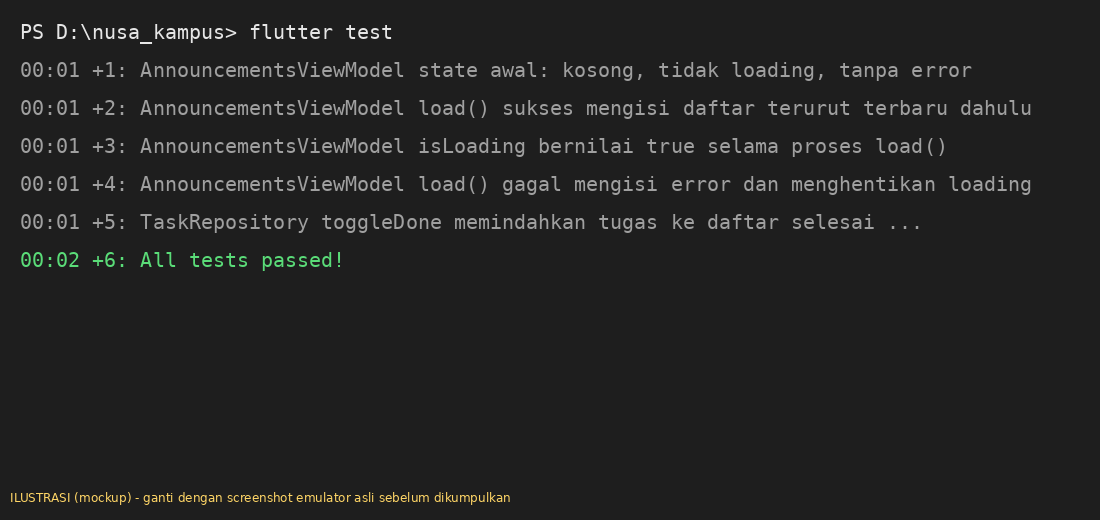 PS D:\nusa_kampus> flutter test
00:01 +1: AnnouncementsViewModel state awal: kosong, tidak loading, tanpa error
00:01 +2: AnnouncementsViewModel load() sukses mengisi daftar terurut terbaru dahulu
00:01 +3: AnnouncementsViewModel isLoading bernilai true selama proses load()
00:01 +4: AnnouncementsViewModel load() gagal mengisi error dan menghentikan loading
00:01 +5: TaskRepository toggleDone memindahkan tugas ke daftar selesai ...
00:02 +6: All tests passed!
ILUSTRASI (mockup) - ganti dengan screenshot emulator asli sebelum dikumpulkan